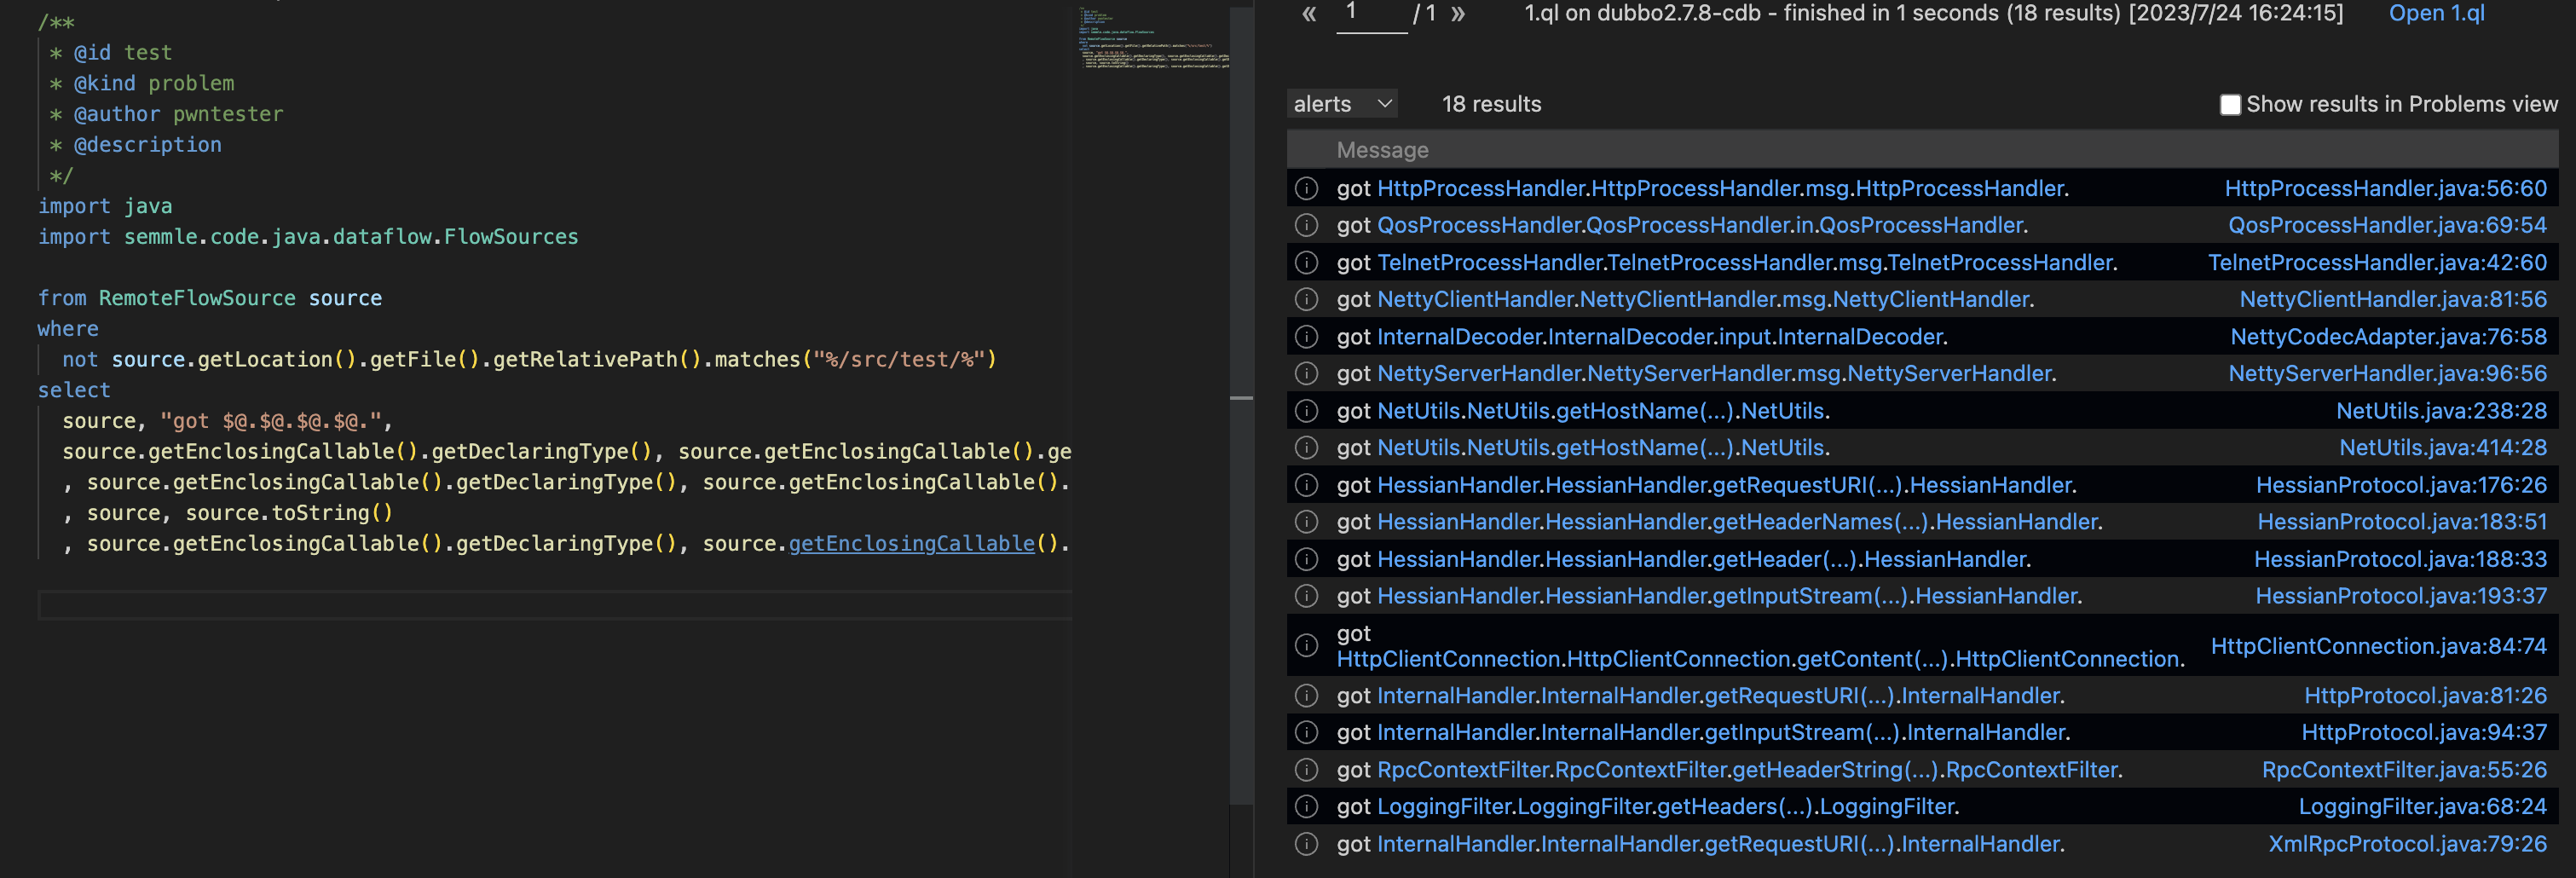 /**
* @id test
* @kind problem
* @author pwntester
* @description
*/
import java
import semmle.code.java.dataflow.FlowSources
from RemoteFlowSource source
where
not source.getLocation().getFile().getRelativePath().matches("%/src/test/%")
select
source, "got $@.$@.$@.$@.",
source.getEnclosingCallable().getDeclaringType(), source.getEnclosingCallable().ge
, source.getEnclosingCallable().getDeclaringType(), source.getEnclosingCallable().
, source, source.toString()
, source.getEnclosingCallable().getDeclaringType(), source.getEnclosingCallable().
« 1 / 1 » 1.ql on dubbo2.7.8-cdb - finished in 1 seconds (18 results) [2023/7/24 16:24:15] Open 1.ql
alerts 18 results Show results in Problems view
Message
got HttpProcessHandler.HttpProcessHandler.msg.HttpProcessHandler. HttpProcessHandler.java:56:60
got QosProcessHandler.QosProcessHandler.in.QosProcessHandler. QosProcessHandler.java:69:54
got TelnetProcessHandler.TelnetProcessHandler.msg.TelnetProcessHandler. TelnetProcessHandler.java:42:60
got NettyClientHandler.NettyClientHandler.msg.NettyClientHandler. NettyClientHandler.java:81:56
got InternalDecoder.InternalDecoder.input.InternalDecoder. NettyCodecAdapter.java:76:58
got NettyServerHandler.NettyServerHandler.msg.NettyServerHandler. NettyServerHandler.java:96:56
got NetUtils.NetUtils.getHostName(...).NetUtils. NetUtils.java:238:28
got NetUtils.NetUtils.getHostName(...).NetUtils. NetUtils.java:414:28
got HessianHandler.HessianHandler.getRequestURI(...).HessianHandler. HessianProtocol.java:176:26
got HessianHandler.HessianHandler.getHeaderNames(...).HessianHandler. HessianProtocol.java:183:51
got HessianHandler.HessianHandler.getHeader(...).HessianHandler. HessianProtocol.java:188:33
got HessianHandler.HessianHandler.getInputStream(...).HessianHandler. HessianProtocol.java:193:37
got
HttpClientConnection.HttpClientConnection.getContent(...).HttpClientConnection. HttpClientConnection.java:84:74
got InternalHandler.InternalHandler.getRequestURI(...).InternalHandler. HttpProtocol.java:81:26
got InternalHandler.InternalHandler.getInputStream(...).InternalHandler. HttpProtocol.java:94:37
got RpcContextFilter.RpcContextFilter.getHeaderString(...).RpcContextFilter. RpcContextFilter.java:55:26
got LoggingFilter.LoggingFilter.getHeaders(...).LoggingFilter. LoggingFilter.java:68:24
got InternalHandler.InternalHandler.getRequestURI(...).InternalHandler. XmlRpcProtocol.java:79:26